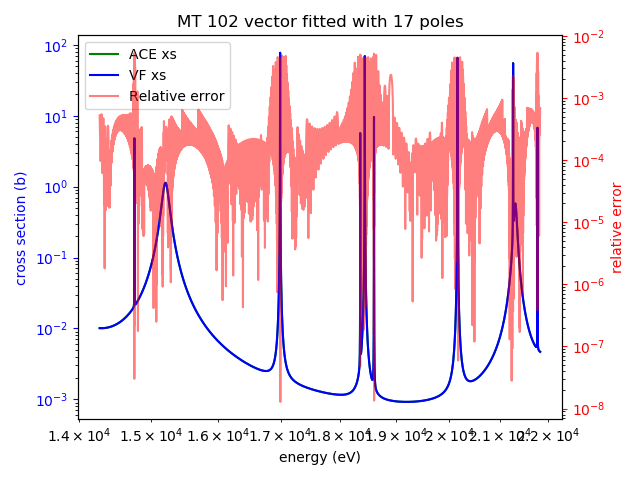 MT 102 vector fitted with 17 poles
ACE xs
VF xs
Relative error
cross section (b)
10²
10¹
10⁰
10⁻¹
10⁻²
10⁻³
relative error
10⁻²
10⁻³
10⁻⁴
10⁻⁵
10⁻⁶
10⁻⁷
10⁻⁸
1.4 × 10⁴ 1.5 × 10⁴ 1.6 × 10⁴ 1.7 × 10⁴ 1.8 × 10⁴ 1.9 × 10⁴ 2 × 10⁴ 2.1 × 10⁴ 2.2 × 10⁴
energy (eV)